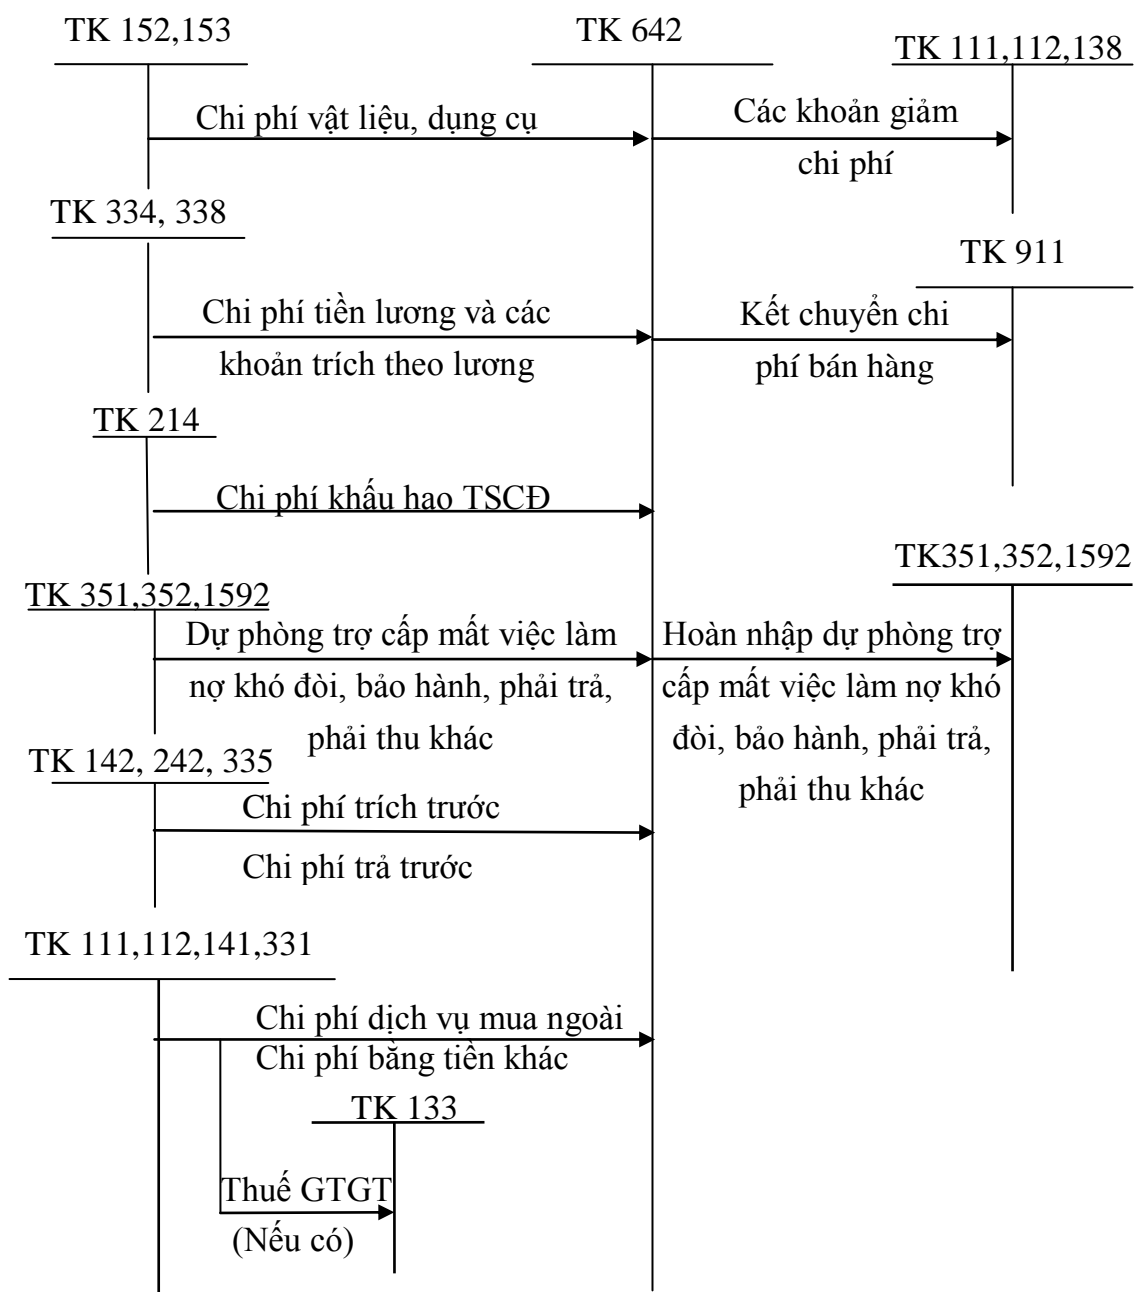 TK 152,153
TK 642
TK 111,112,138
Chi phí vật liệu, dụng cụ
Các khoản giảm
chi phí
TK 334, 338
TK 911
Chi phí tiền lương và các
khoản trích theo lương
Kết chuyển chi
phí bán hàng
TK 214
Chi phí khấu hao TSCĐ
TK351,352,1592
TK 351,352,1592
Dự phòng trợ cấp mất việc làm
nợ khó đòi, bảo hành, phải trả,
phải thu khác
Hoàn nhập dự phòng trợ
cấp mất việc làm nợ khó
đòi, bảo hành, phải trả,
phải thu khác
TK 142, 242, 335
Chi phí trích trước
Chi phí trả trước
TK 111,112,141,331
Chi phí dịch vụ mua ngoài
Chi phí bằng tiền khác
TK 133
Thuế GTGT
(Nếu có)